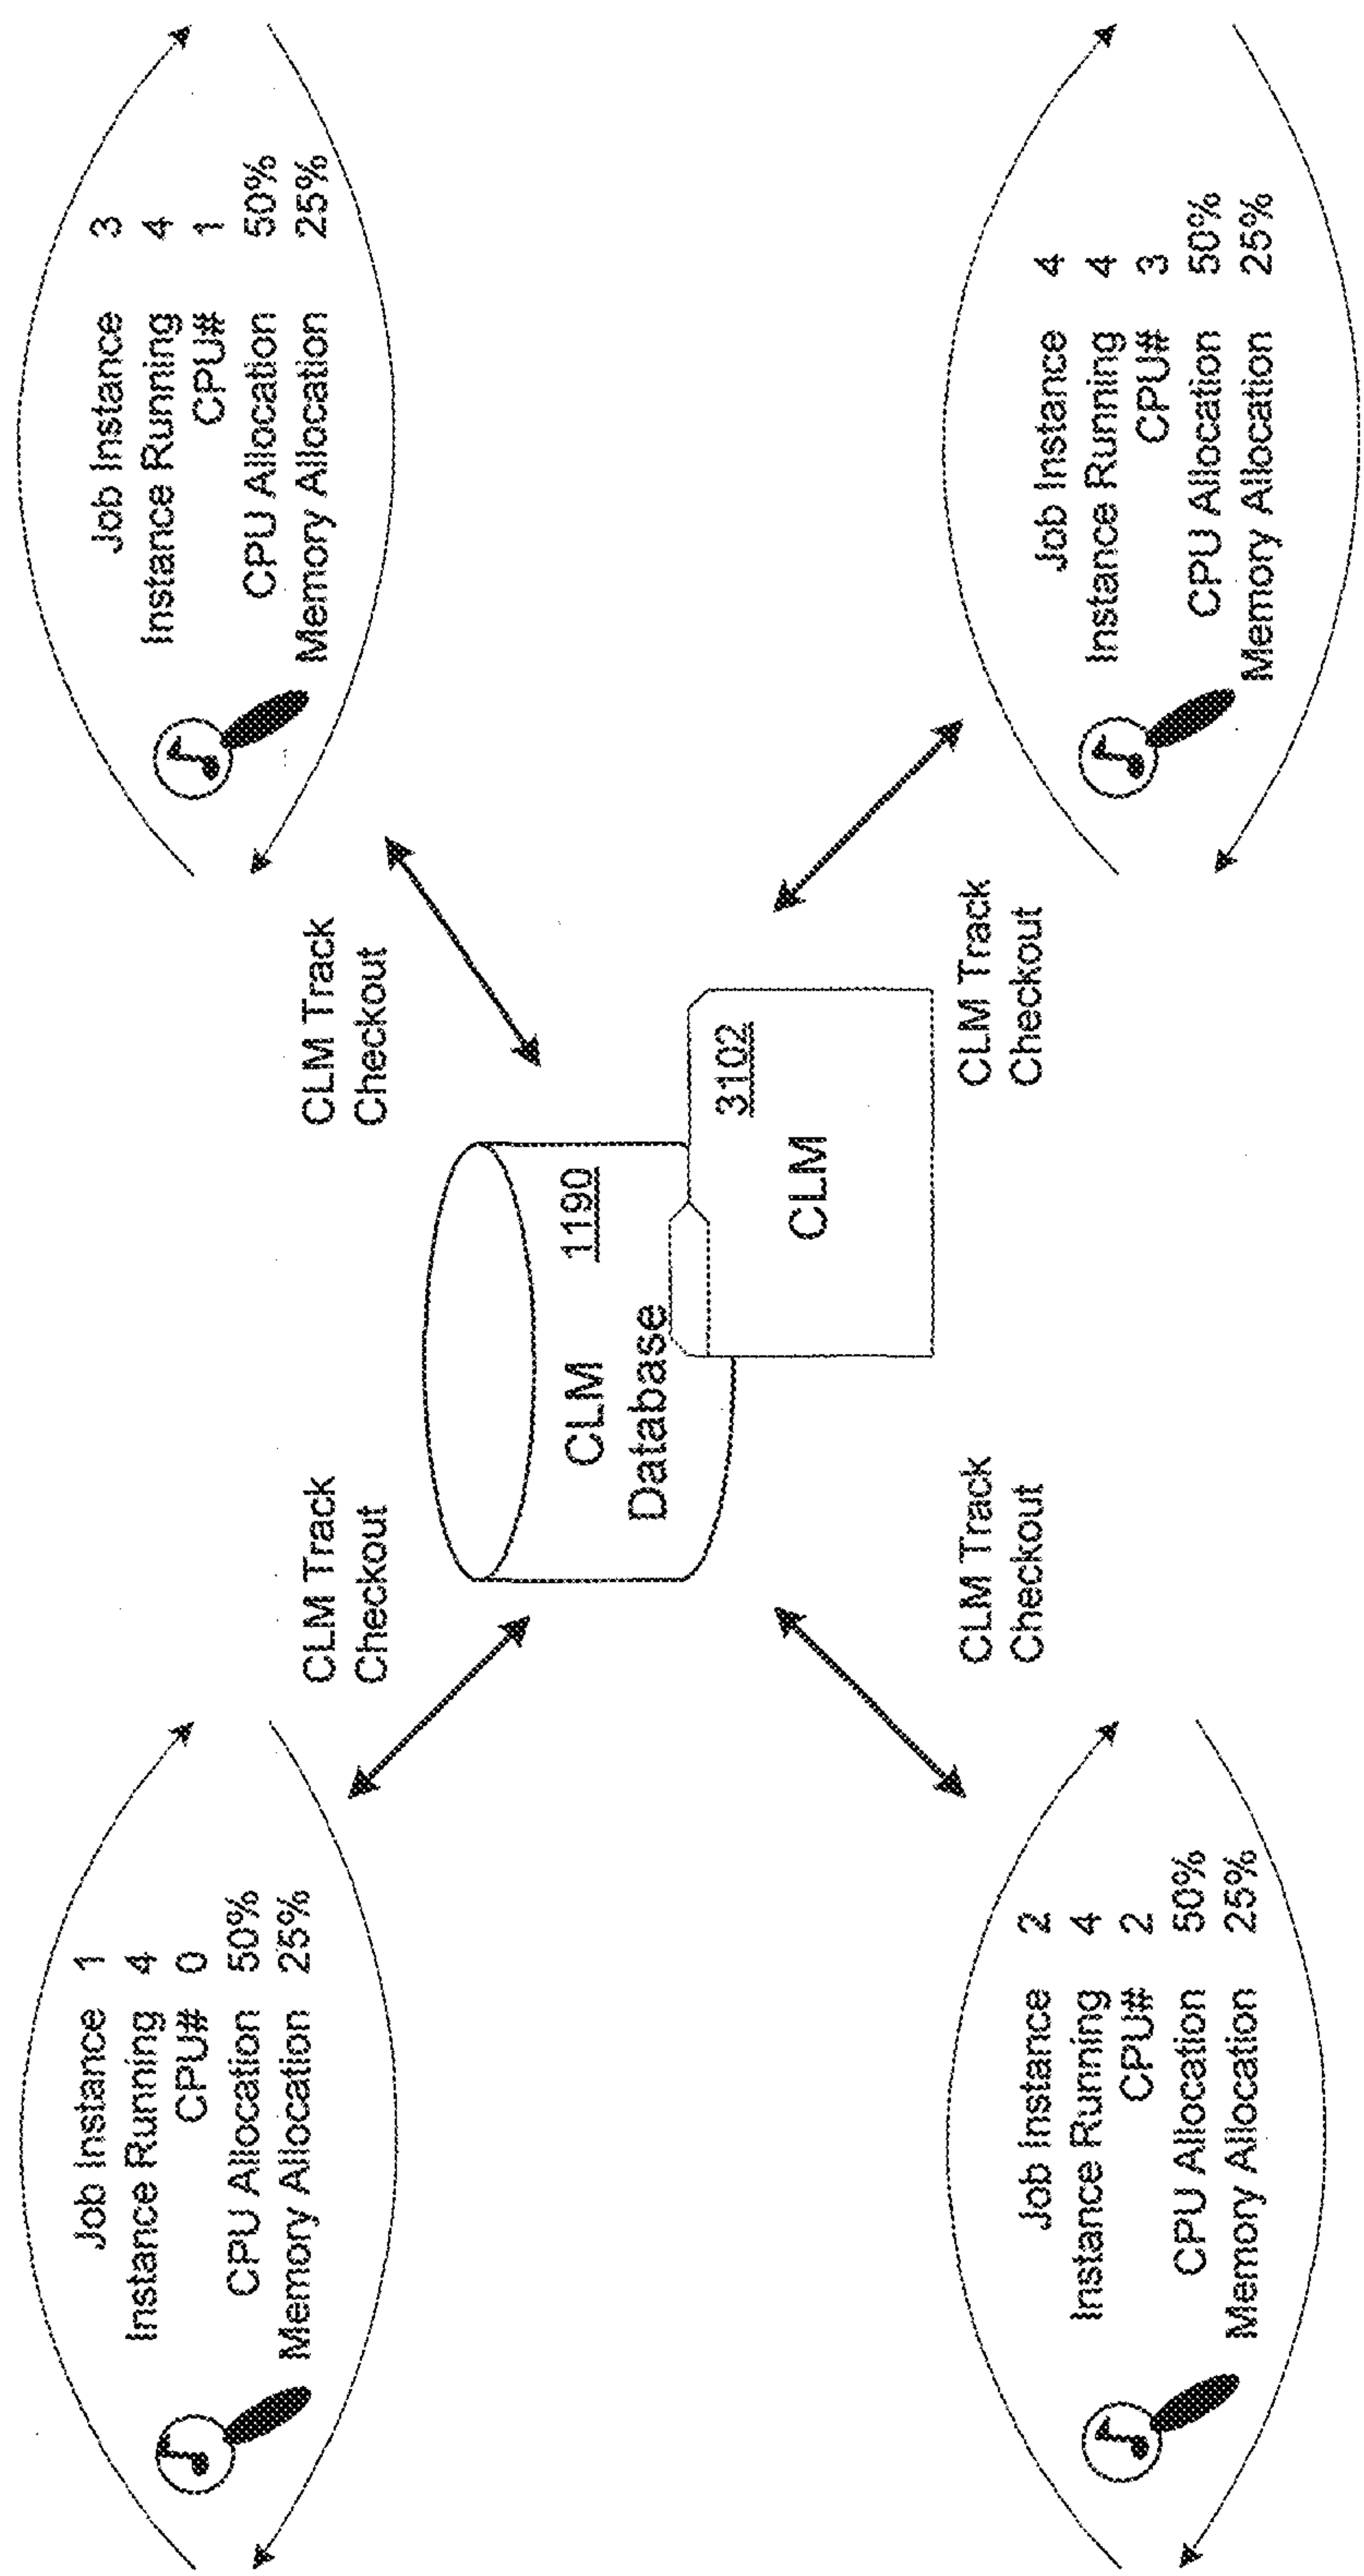 Job Instance 1
Instance Running 4
CPU# 0
CPU Allocation 50%
Memory Allocation 25%
Job Instance 3
Instance Running 4
CPU# 1
CPU Allocation 50%
Memory Allocation 25%
CLM Track
Checkout
CLM Track
Checkout
1190
CLM
Database
3102
CLM
CLM Track
Checkout
CLM Track
Checkout
Job Instance 2
Instance Running 4
CPU# 2
CPU Allocation 50%
Memory Allocation 25%
Job Instance 4
Instance Running 4
CPU# 3
CPU Allocation 50%
Memory Allocation 25%